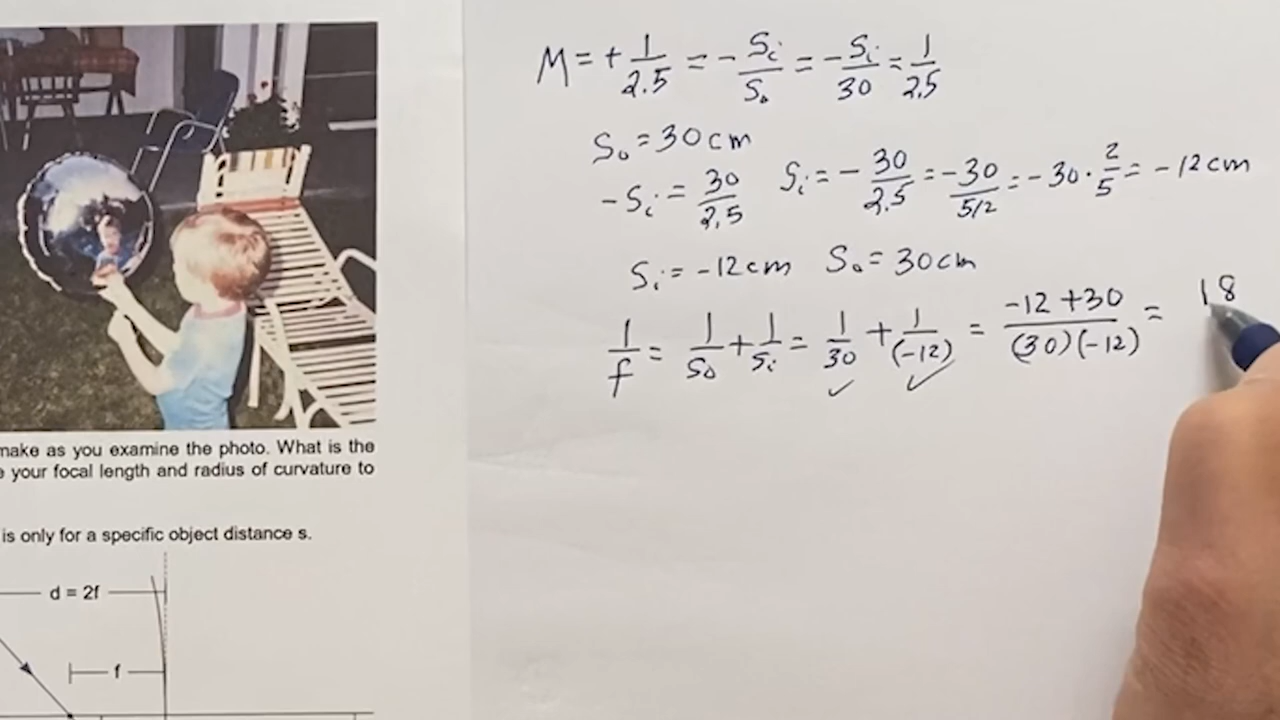 M = + 1/2.5 = - Si/So = - Si/30 = 1/2.5
So = 30 cm
- Si = 30/2.5 Si = - 30/2.5 = - 30/5/2 = - 30 · 2/5 = - 12 cm
Si = -12 cm So = 30 cm
1/f = 1/So + 1/Si = 1/30 + 1/(-12) = -12 + 30/(30)(-12) = 18
make as you examine the photo. What is the
your focal length and radius of curvature to
is only for a specific object distance s.
d = 2f
f